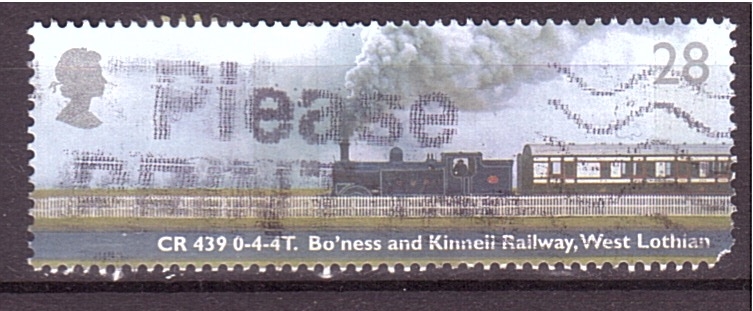 28
Please
CR 439 0-4-4T. Bo'ness and Kinneil Railway, West Lothian